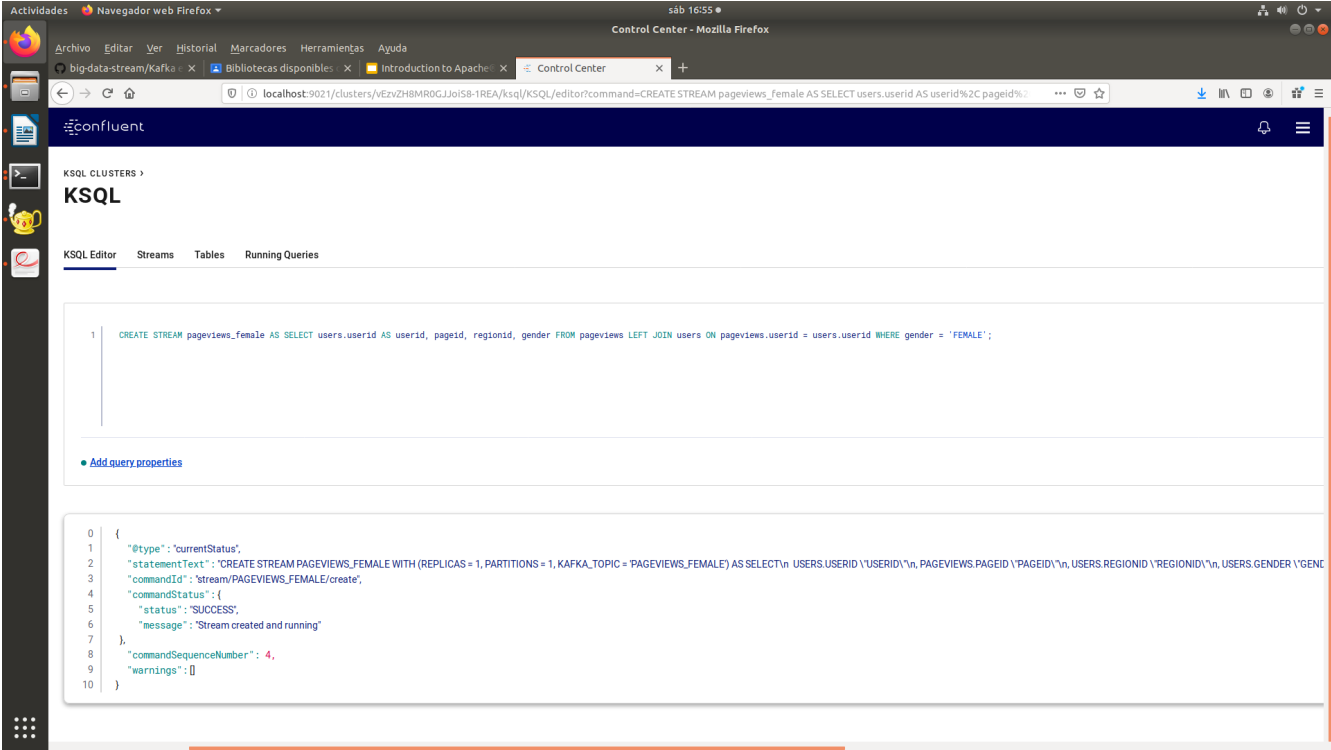 Actividades Navegador web Firefox sáb 16:55
Control Center - Mozilla Firefox
Archivo Editar Ver Historial Marcadores Herramientas Ayuda
big-data-stream/Kafka e Bibliotecas disponibles Introduction to Apache® Control Center
localhost:9021/clusters/vEzvZH8MR0GJJoiS8-1REA/ksql/KSQL/editor?command=CREATE STREAM pageviews_female AS SELECT users.userid AS userid%2C pageid%2
confluent
KSQL CLUSTERS >
KSQL
KSQL Editor Streams Tables Running Queries
1 CREATE STREAM pageviews_female AS SELECT users.userid AS userid, pageid, regionid, gender FROM pageviews LEFT JOIN users ON pageviews.userid = users.userid WHERE gender = 'FEMALE';
Add query properties
0 {
1 "@type": "currentStatus",
2 "statementText": "CREATE STREAM PAGEVIEWS_FEMALE WITH (REPLICAS = 1, PARTITIONS = 1, KAFKA_TOPIC = 'PAGEVIEWS_FEMALE') AS SELECT\n USERS.USERID \"USERID\"\n, PAGEVIEWS.PAGEID \"PAGEID\"\n, USERS.REGIONID \"REGIONID\"\n, USERS.GENDER \"GEND
3 "commandId": "stream/PAGEVIEWS_FEMALE/create",
4 "commandStatus": {
5 "status": "SUCCESS",
6 "message": "Stream created and running"
7 },
8 "commandSequenceNumber": 4,
9 "warnings": []
10 }